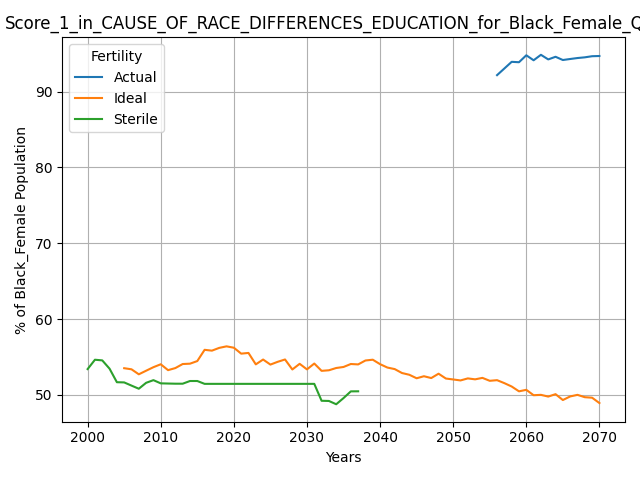 Score_1_in_CAUSE_OF_RACE_DIFFERENCES_EDUCATION_for_Black_Female_Q
Fertility
Actual
Ideal
Sterile
% of Black_Female Population
90
80
70
60
50
2000 2010 2020 2030 2040 2050 2060 2070
Years